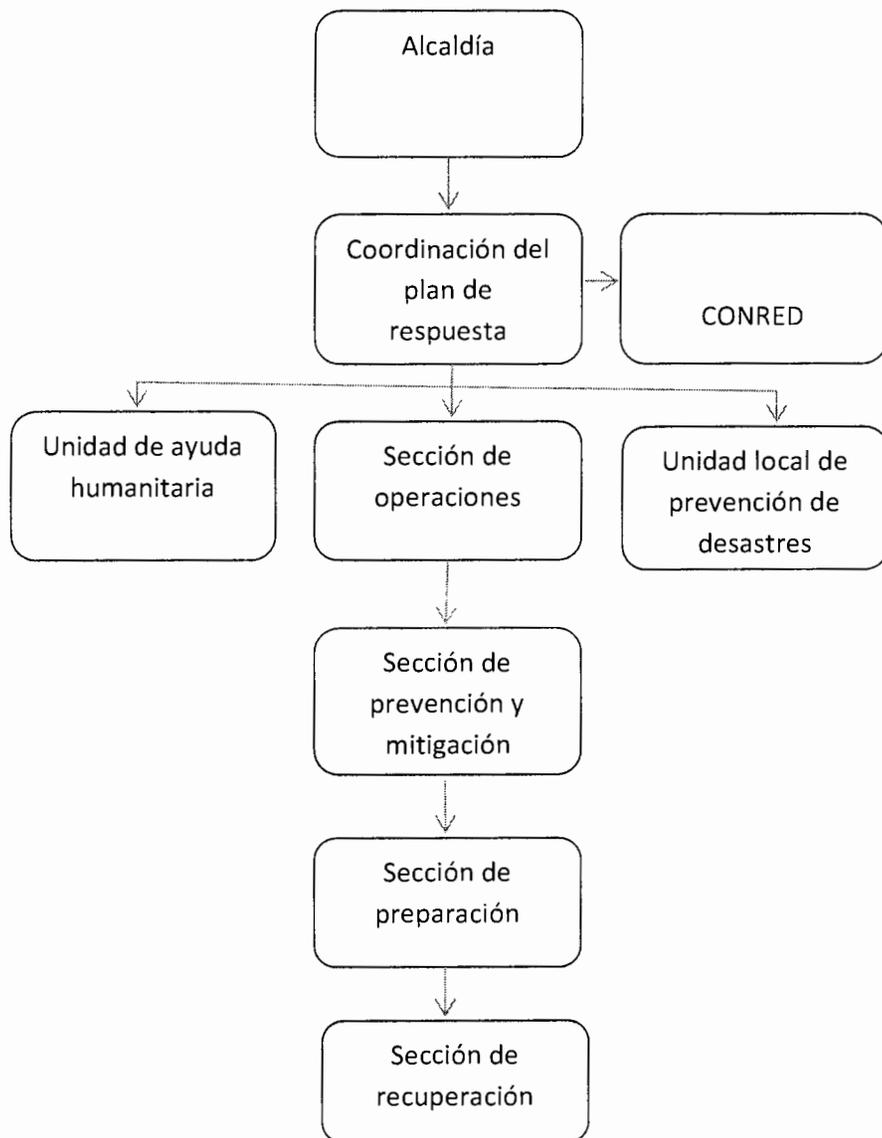 Alcaldía
Coordinación del
plan de
respuesta
CONRED
Unidad de ayuda
humanitaria
Sección de
operaciones
Unidad local de
prevención de
desastres
Sección de
prevención y
mitigación
Sección de
preparación
Sección de
recuperación